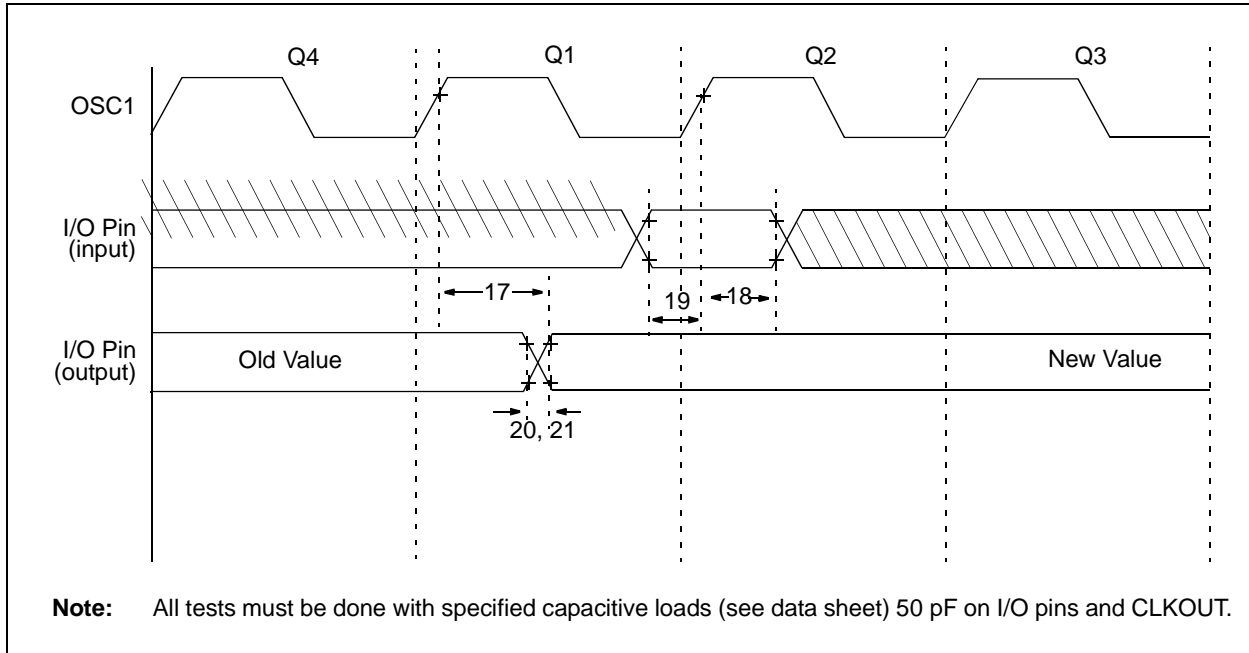 Q4 Q1 Q2 Q3
OSC1
I/O Pin
(input)
17
19
18
I/O Pin
(output)
Old Value
New Value
20, 21
Note: All tests must be done with specified capacitive loads (see data sheet) 50 pF on I/O pins and CLKOUT.